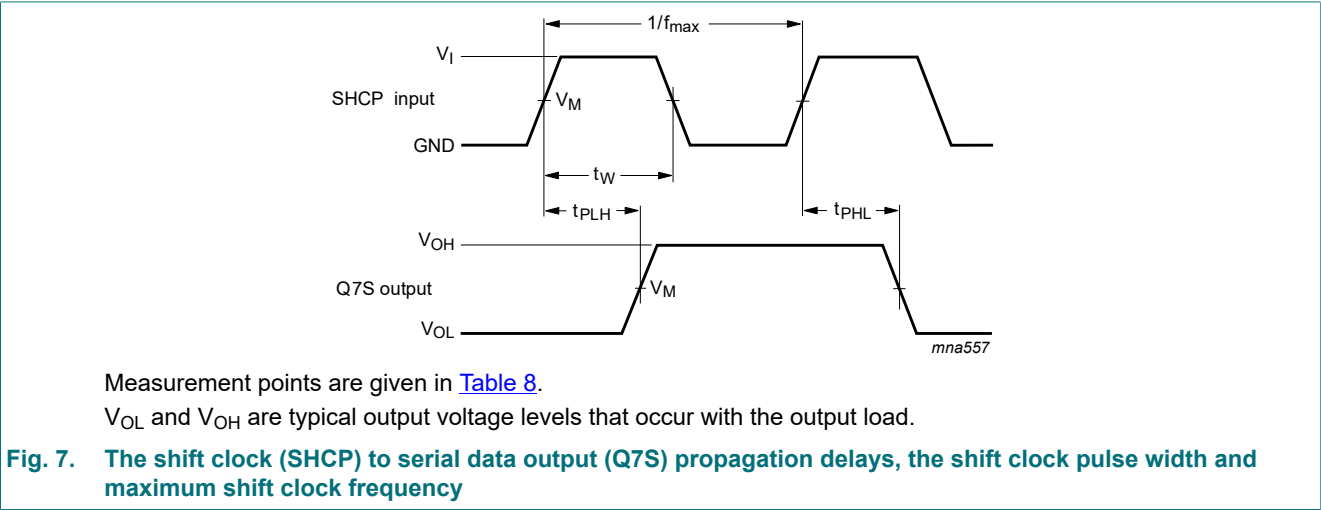 1/fmax
VI
SHCP input
VM
GND
tW
tPLH
tPHL
VOH
Q7S output
VM
VOL
mna557
Measurement points are given in Table 8.
VOL and VOH are typical output voltage levels that occur with the output load.
Fig. 7. The shift clock (SHCP) to serial data output (Q7S) propagation delays, the shift clock pulse width and
maximum shift clock frequency